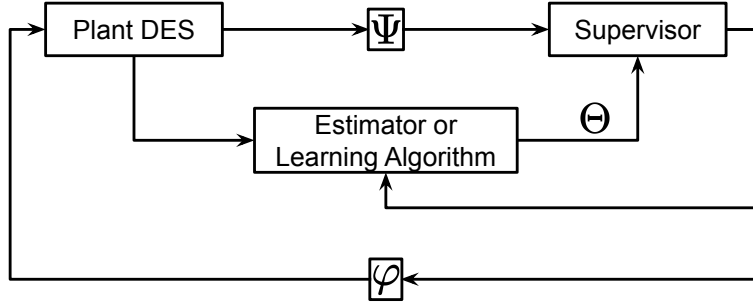 Plant DES
Ψ
Supervisor
Estimator or
Learning Algorithm
Θ
φ